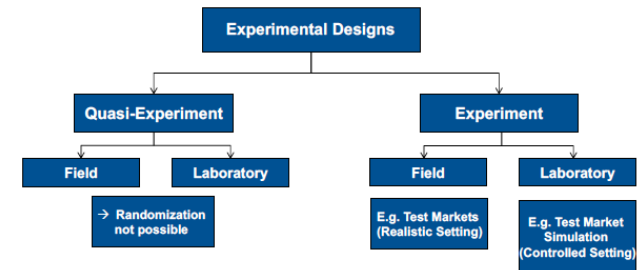 Experimental Designs
Quasi-Experiment
Experiment
Field
Laboratory
Field
Laboratory
→ Randomization
not possible
E.g. Test Markets
(Realistic Setting)
E.g. Test Market
Simulation
(Controlled Setting)